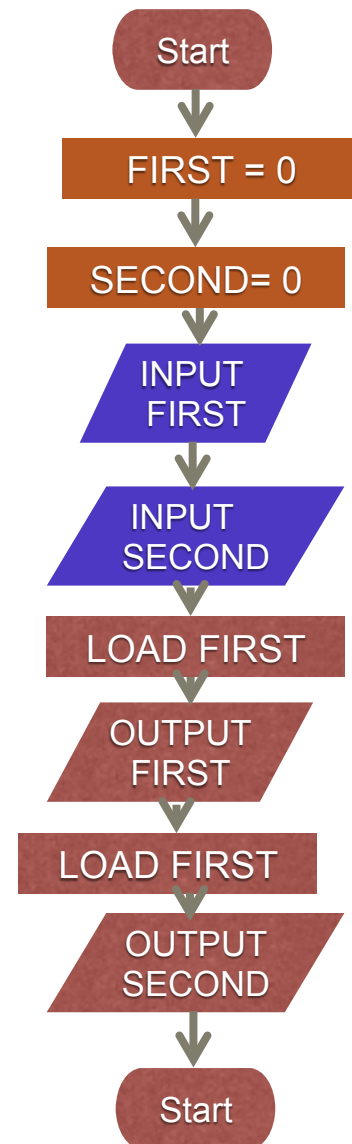 Start
FIRST = 0
SECOND= 0
INPUT
FIRST
INPUT
SECOND
LOAD FIRST
OUTPUT
FIRST
LOAD FIRST
OUTPUT
SECOND
Start